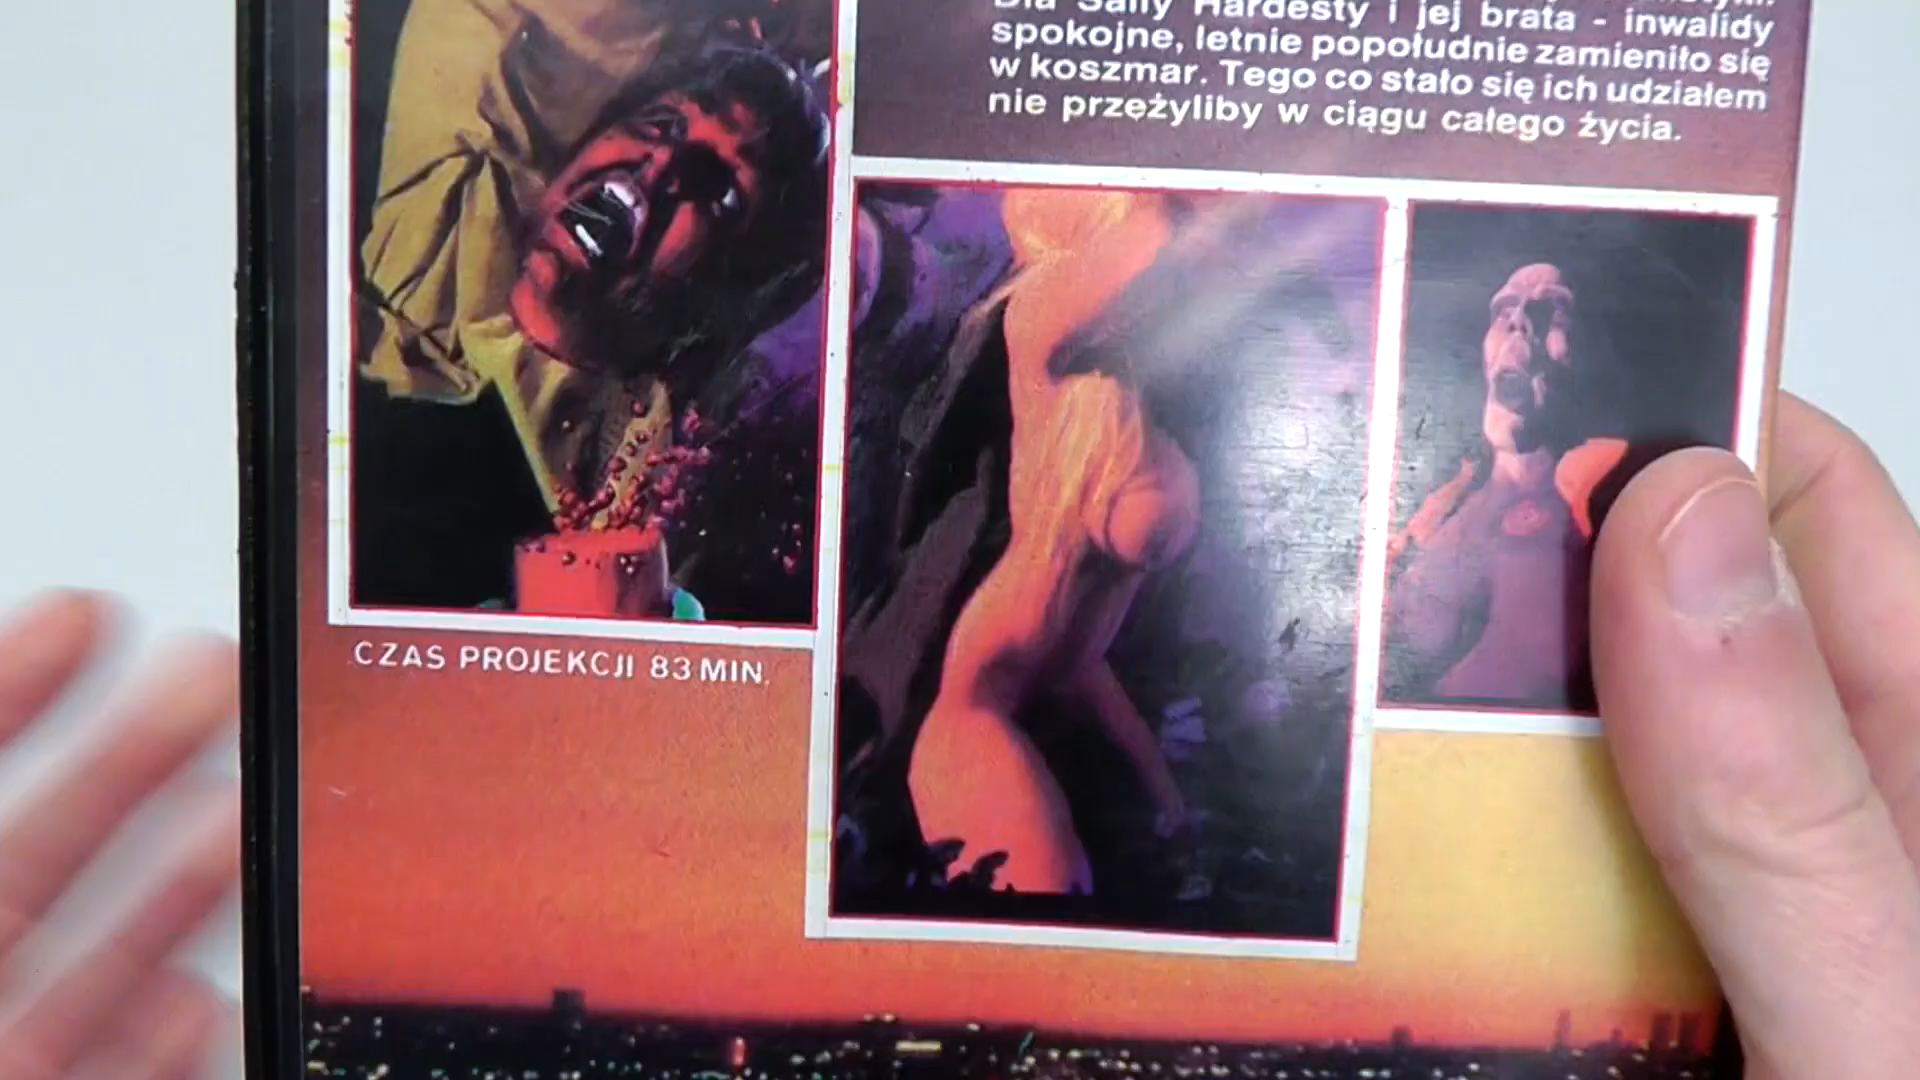 Dla Sally Hardesty i jej brata - inwalidy
spokojne, letnie popołudnie zamieniło się
w koszmar. Tego co stało się ich udziałem
nie przężyliby w ciągu całego życia.
CZAS PROJEKCJI 83 MIN.